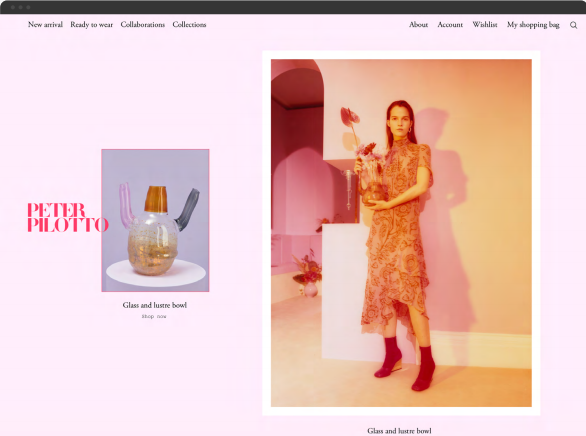 New arrival Ready to wear Collaborations Collections About Account Wishlist My shopping bag
PETER
PILOTTO
Glass and lustre bowl
Shop now
Glass and lustre bowl